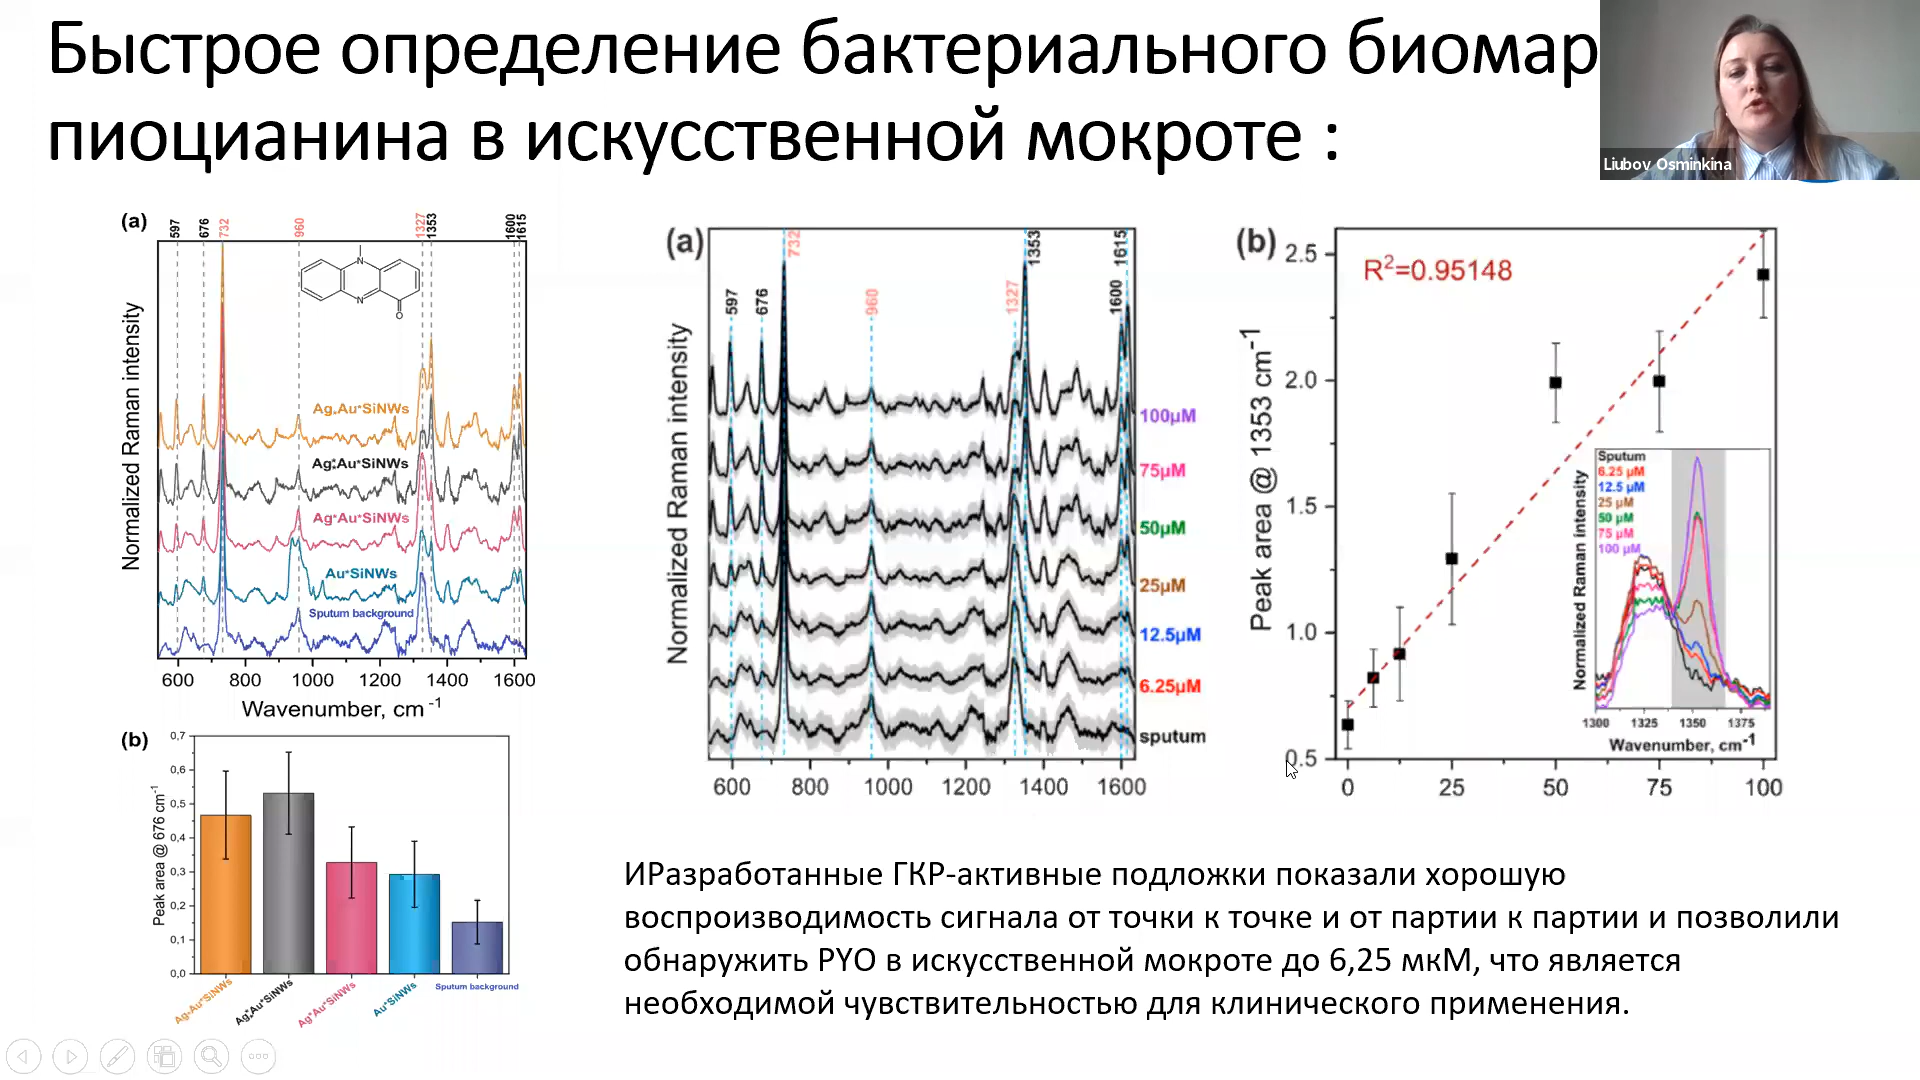 Быстрое определение бактериального биомар
пиоцианина в искусственной мокроте :
Liubov Osminkina
(a)
597
676
732
960
1327
1353
1600
1615
N
N
O
Normalized Raman intensity
Ag*Au*SiNWs
Au*SiNWs
Sputum background
600 800 1000 1200 1400 1600
Wavenumber, cm-1
(b)
Peak area @ 676 cm-1
0,7
0,6
0,5
0,4
0,3
0,2
0,1
0,0
Ag*Au*SiNWs
Au*SiNWs
Sputum background
(a)
597
676
732
960
1327
1353
1600
1615
Normalized Raman intensity
100µM
75µM
50µM
25µM
12.5µM
6.25µM
sputum
600 800 1000 1200 1400 1600
(b)
R2=0.95148
Peak area @ 1353 cm-1
2.5
2.0
1.5
1.0
0.5
0 25 50 75 100
Sputum
6.25 µM
12.5 µM
25 µM
50 µM
75 µM
100 µM
Normalized Raman intensity
1300 1325 1350 1375
Wavenumber, cm-1
ИРазработанные ГКР-активные подложки показали хорошую
воспроизводимость сигнала от точки к точке и от партии к партии и позволили
обнаружить PYO в искусственной мокроте до 6,25 мкМ, что является
необходимой чувствительностью для клинического применения.